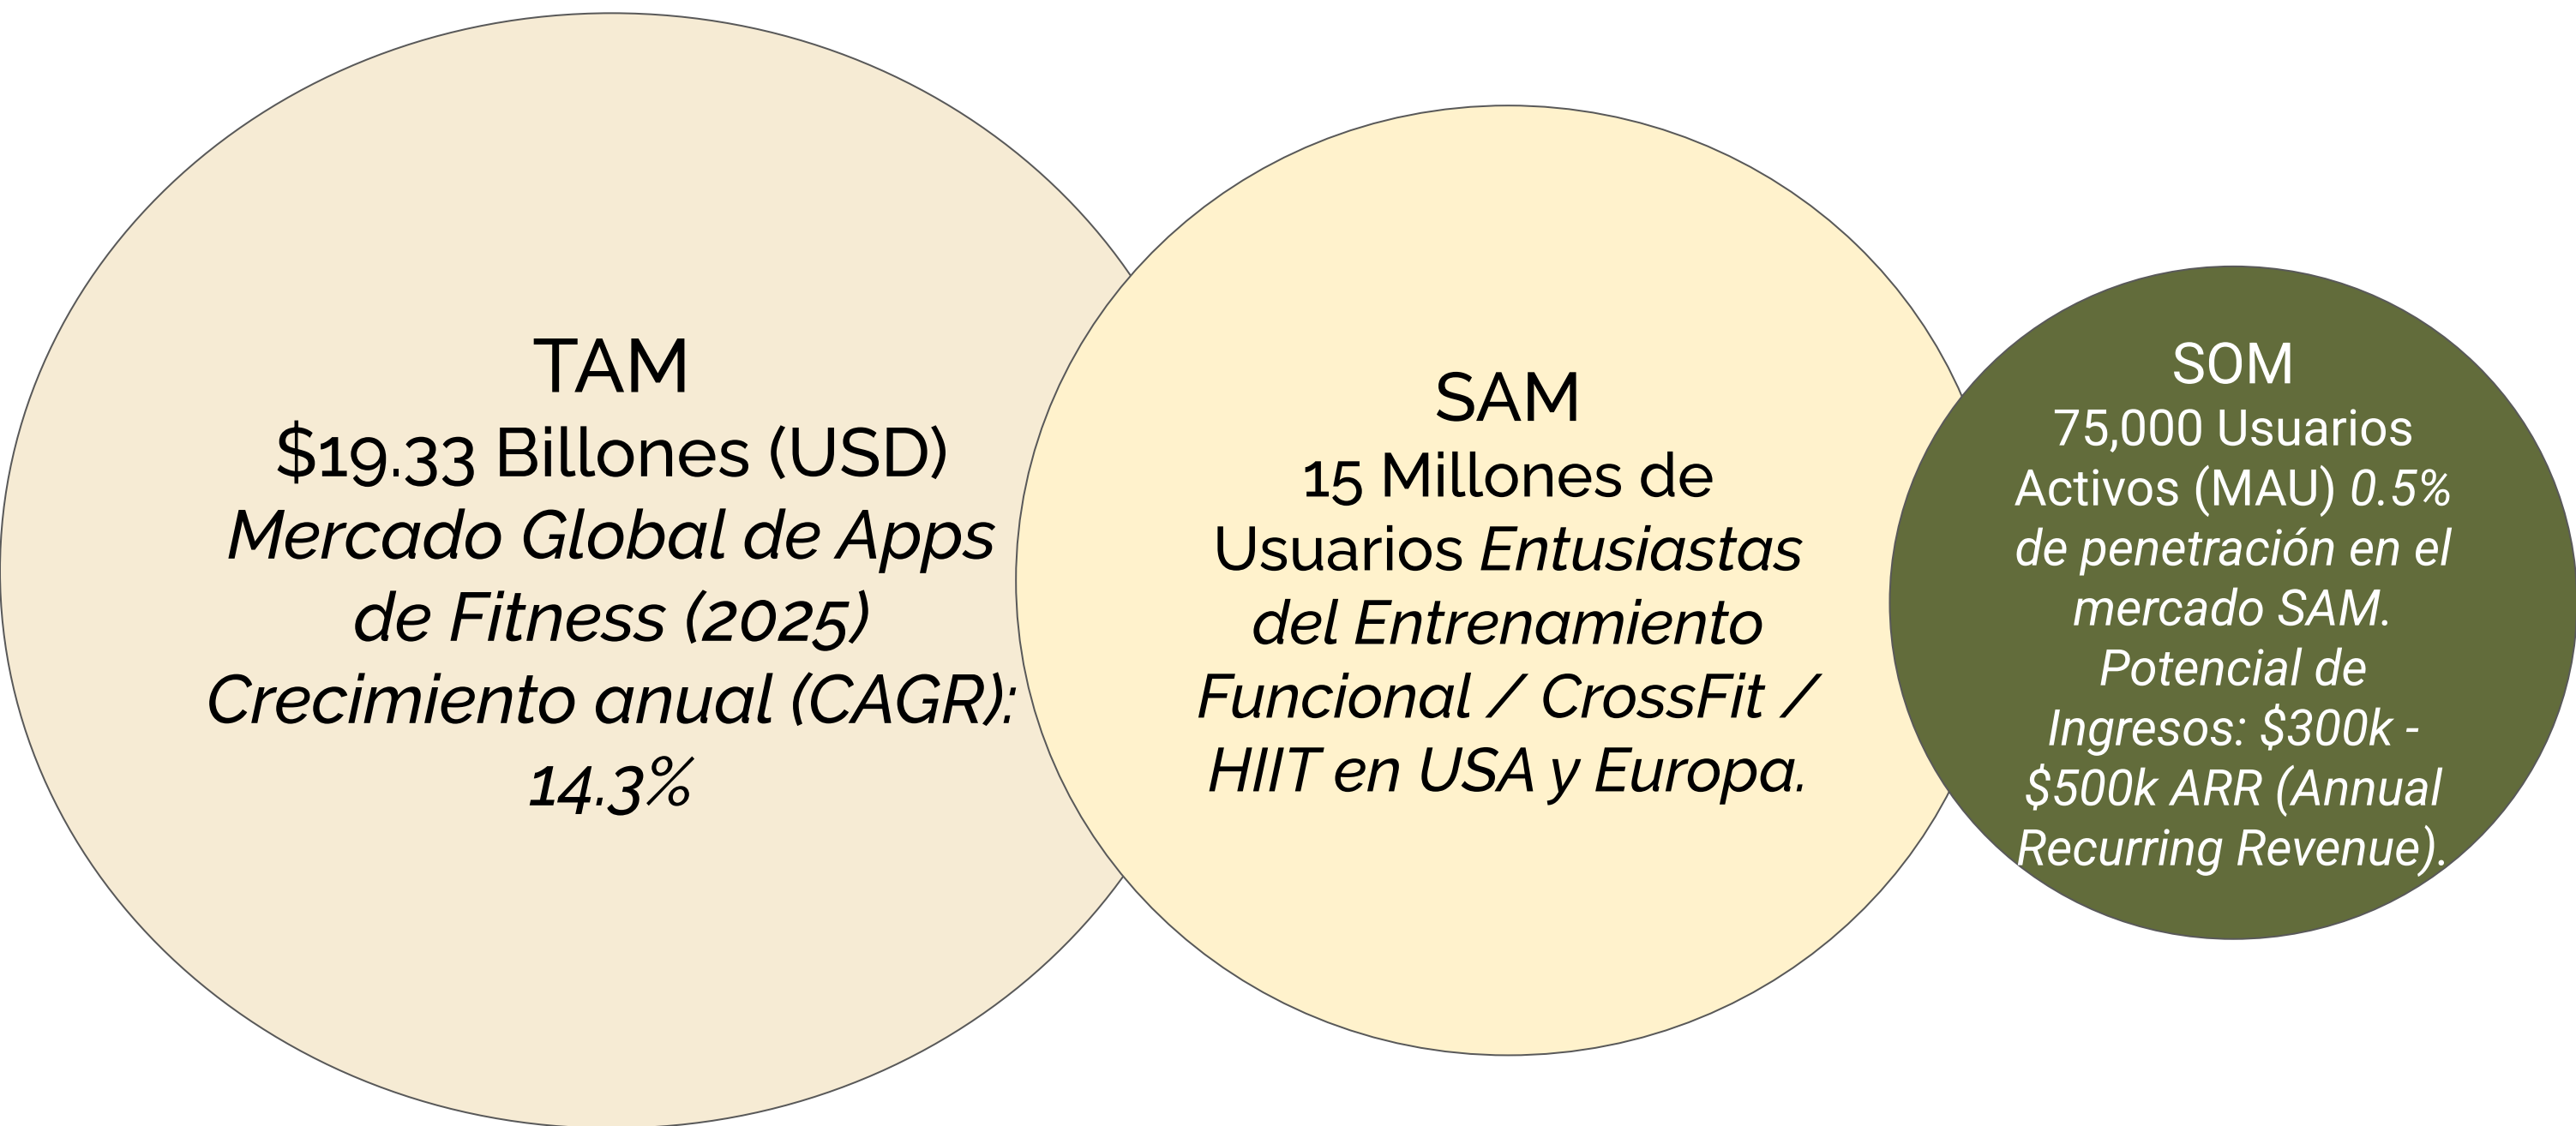 TAM
$19.33 Billones (USD)
Mercado Global de Apps
de Fitness (2025)
Crecimiento anual (CAGR):
14.3%
SAM
15 Millones de
Usuarios Entusiastas
del Entrenamiento
Funcional / CrossFit /
HIIT en USA y Europa.
SOM
75,000 Usuarios
Activos (MAU) 0.5%
de penetración en el
mercado SAM.
Potencial de
Ingresos: $300k -
$500k ARR (Annual
Recurring Revenue).